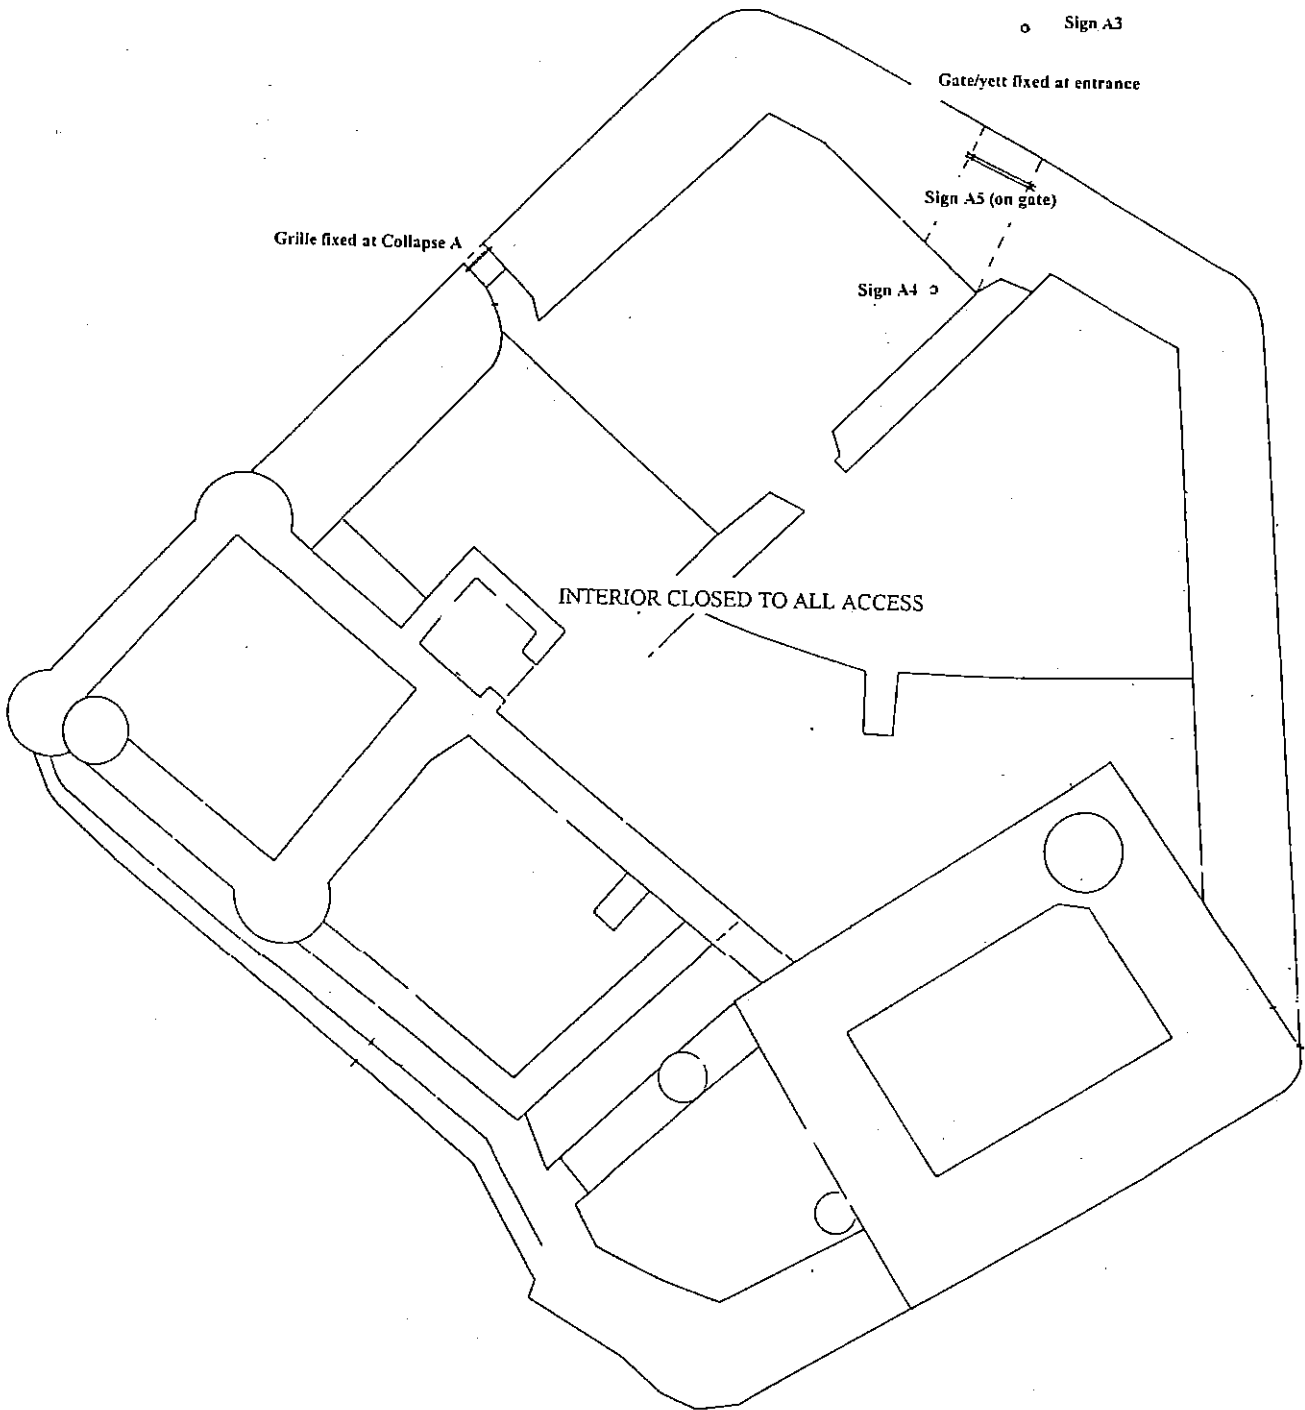 Sign A3
Gate/yett fixed at entrance
Sign A5 (on gate)
Grille fixed at Collapse A
Sign A4
INTERIOR CLOSED TO ALL ACCESS